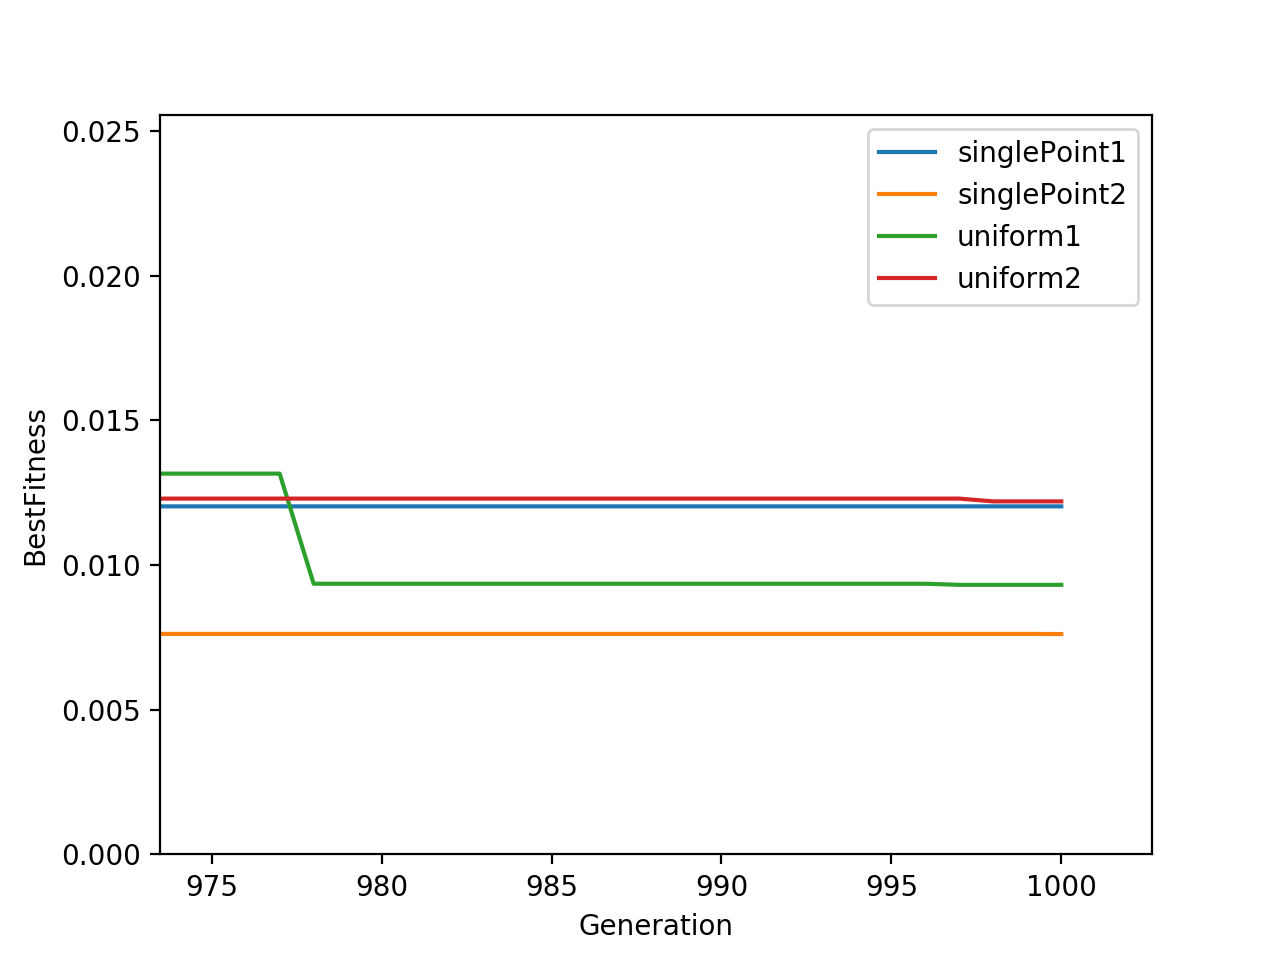 0.025
0.020
0.015
0.010
0.005
0.000
BestFitness
975 980 985 990 995 1000
Generation
singlePoint1
singlePoint2
uniform1
uniform2